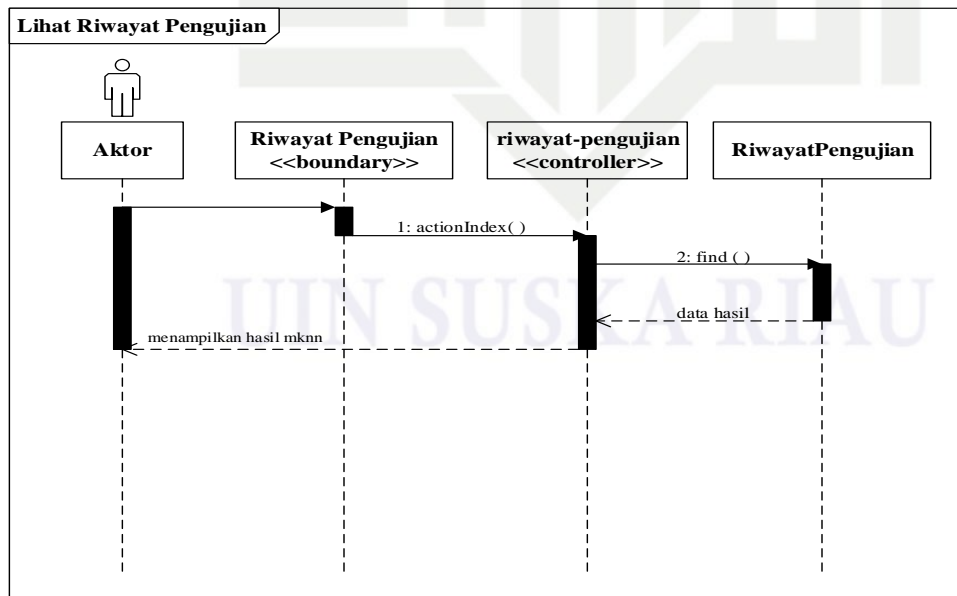 Lihat Riwayat Pengujian
Aktor
Riwayat Pengujian
<<boundary>>
riwayat-pengujian
<<controller>>
RiwayatPengujian
1: actionIndex( )
2: find ( )
data hasil
menampilkan hasil mknn
UIN SUSKA RIAU